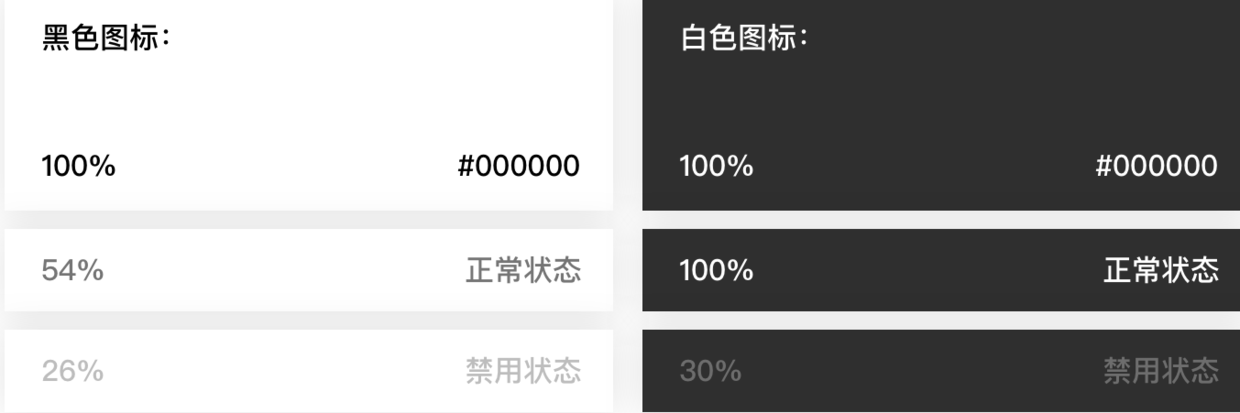 黑色图标：
100% #000000
54% 正常状态
26% 禁用状态
白色图标：
100% #000000
100% 正常状态
30% 禁用状态